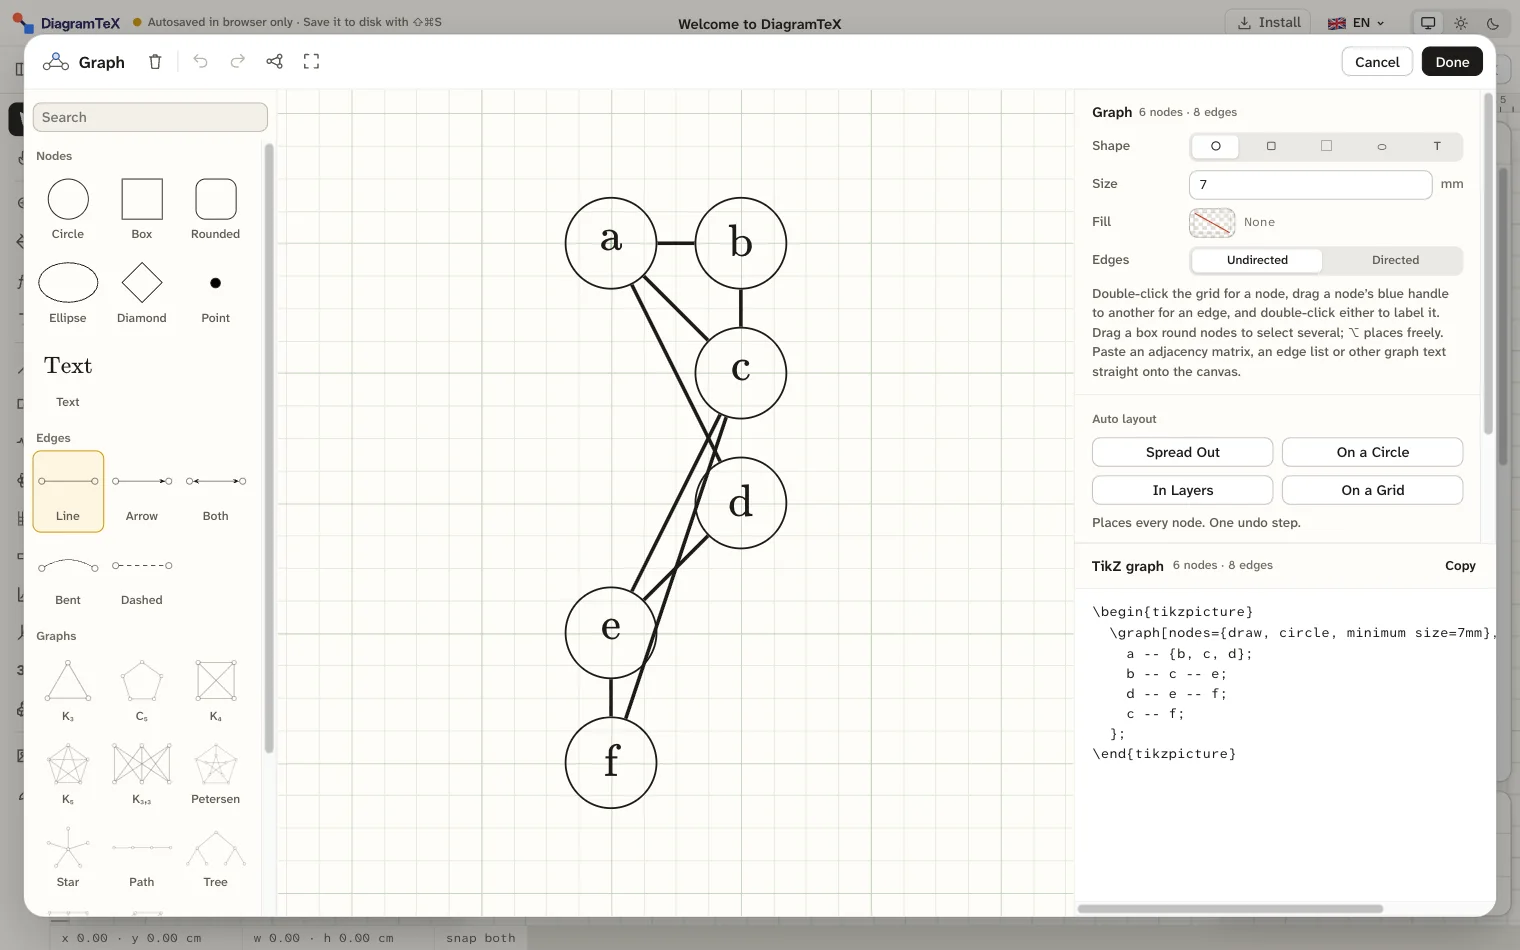 DiagramTeX
Autosaved in browser only · Save it to disk with ⇧⌘S
Welcome to DiagramTeX
Install
EN
Graph
Cancel
Done
Search
Nodes
Circle
Box
Rounded
Ellipse
Diamond
Point
Text
Text
Edges
Line
Arrow
Both
Bent
Dashed
Graphs
K₃
C₅
K₄
K₅
K₃,₃
Petersen
Star
Path
Tree
a
b
c
d
e
f
Graph 6 nodes · 8 edges
Shape
T
Size
7
mm
Fill
None
Edges
Undirected
Directed
Double-click the grid for a node, drag a node’s blue handle
to another for an edge, and double-click either to label it.
Drag a box round nodes to select several; ⌥ places freely.
Paste an adjacency matrix, an edge list or other graph text
straight onto the canvas.
Auto layout
Spread Out
On a Circle
In Layers
On a Grid
Places every node. One undo step.
TikZ graph 6 nodes · 8 edges
Copy
\begin{tikzpicture}
\graph[nodes={draw, circle, minimum size=7mm},
a -- {b, c, d};
b -- c -- e;
d -- e -- f;
c -- f;
};
\end{tikzpicture}
5
x 0.00 · y 0.00 cm
w 0.00 · h 0.00 cm
snap both